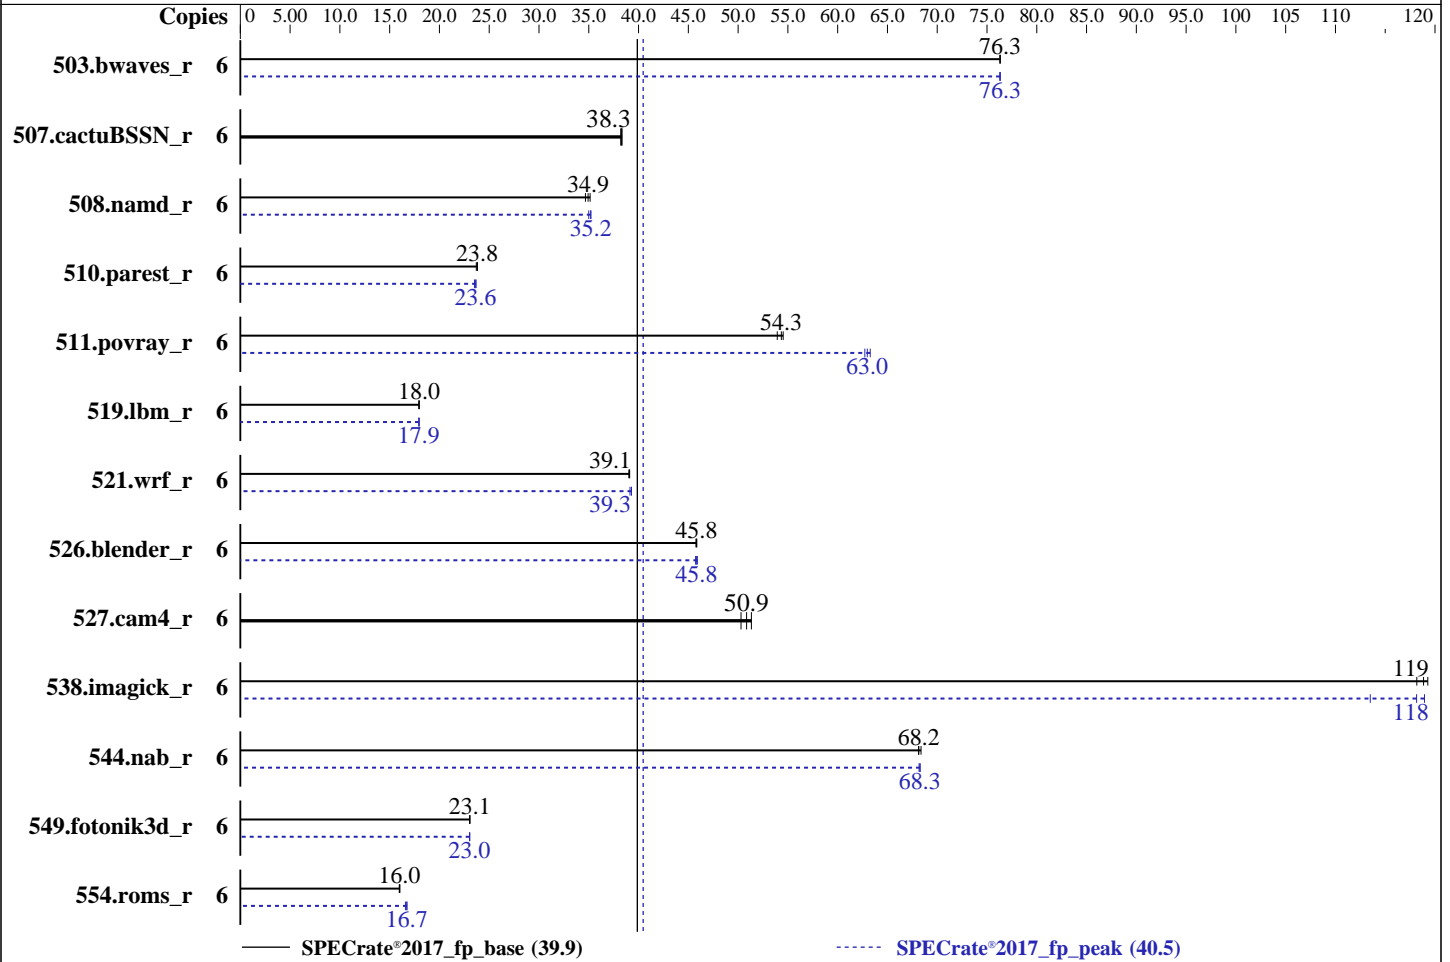 Copies 0 5.00 10.0 15.0 20.0 25.0 30.0 35.0 40.0 45.0 50.0 55.0 60.0 65.0 70.0 75.0 80.0 85.0 90.0 95.0 100 105 110 120
76.3
503.bwaves_r 6
76.3
38.3
507.cactuBSSN_r 6
34.9
508.namd_r 6
35.2
23.8
510.parest_r 6
23.6
54.3
511.povray_r 6
63.0
18.0
519.lbm_r 6
17.9
39.1
521.wrf_r 6
39.3
45.8
526.blender_r 6
45.8
50.9
527.cam4_r 6
119
538.imagick_r 6
118
68.2
544.nab_r 6
68.3
23.1
549.fotonik3d_r 6
23.0
16.0
554.roms_r 6
16.7
SPECrate®2017_fp_base (39.9) SPECrate®2017_fp_peak (40.5)